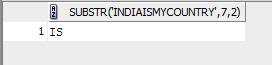 SUBSTR('INDIAISMYCOUNTRY',7,2)
1 IS